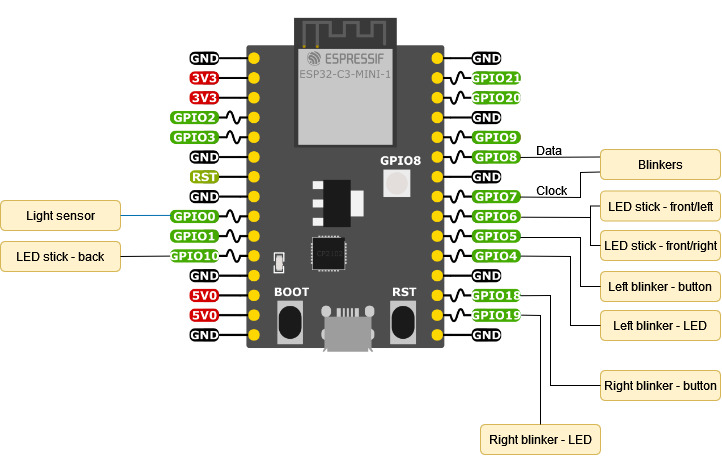 ESPRESSIF
ESP32-C3-MINI-1
GND
3V3
3V3
GPIO2
GPIO3
GND
RST
GND
GPIO0
GPIO1
GPIO10
GND
5V0
5V0
GND
Light sensor
LED stick - back
GPIO8
BOOT
RST
GND
GPIO21
GPIO20
GND
GPIO9
GPIO8
GND
GPIO7
GPIO6
GPIO5
GPIO4
GND
GPIO18
GPIO19
GND
Data
Clock
Blinkers
LED stick - front/left
LED stick - front/right
Left blinker - button
Left blinker - LED
Right blinker - button
Right blinker - LED